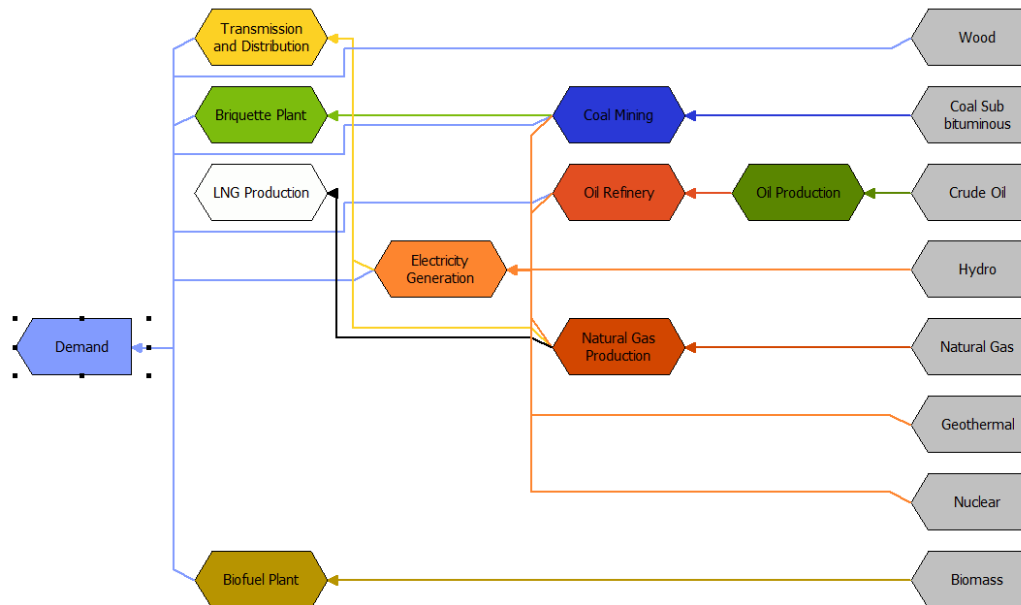 Transmission
and Distribution
Wood
Briquette Plant
Coal Mining
Coal Sub
bituminous
LNG Production
Oil Refinery
Oil Production
Crude Oil
Electricity
Generation
Hydro
Demand
Natural Gas
Production
Natural Gas
Geothermal
Nuclear
Biofuel Plant
Biomass